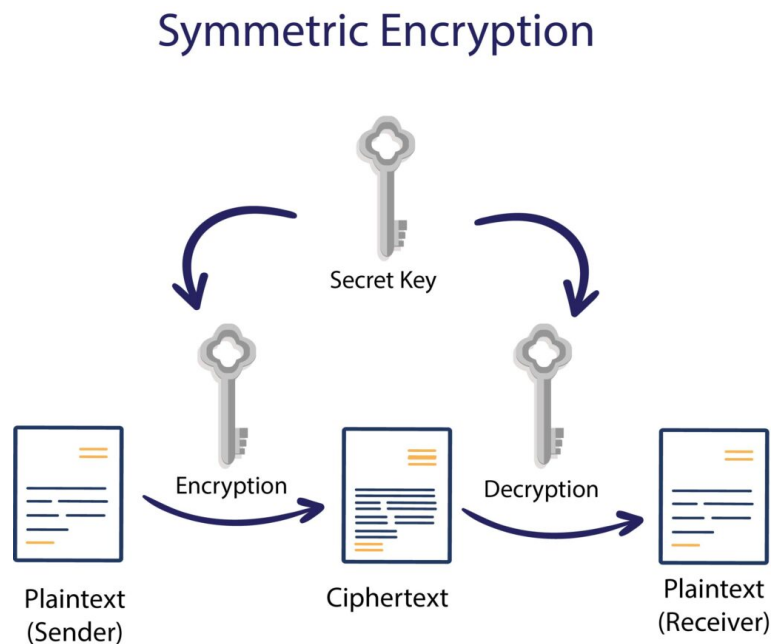 Symmetric Encryption
Secret Key
Encryption
Decryption
Plaintext
(Sender)
Ciphertext
Plaintext
(Receiver)